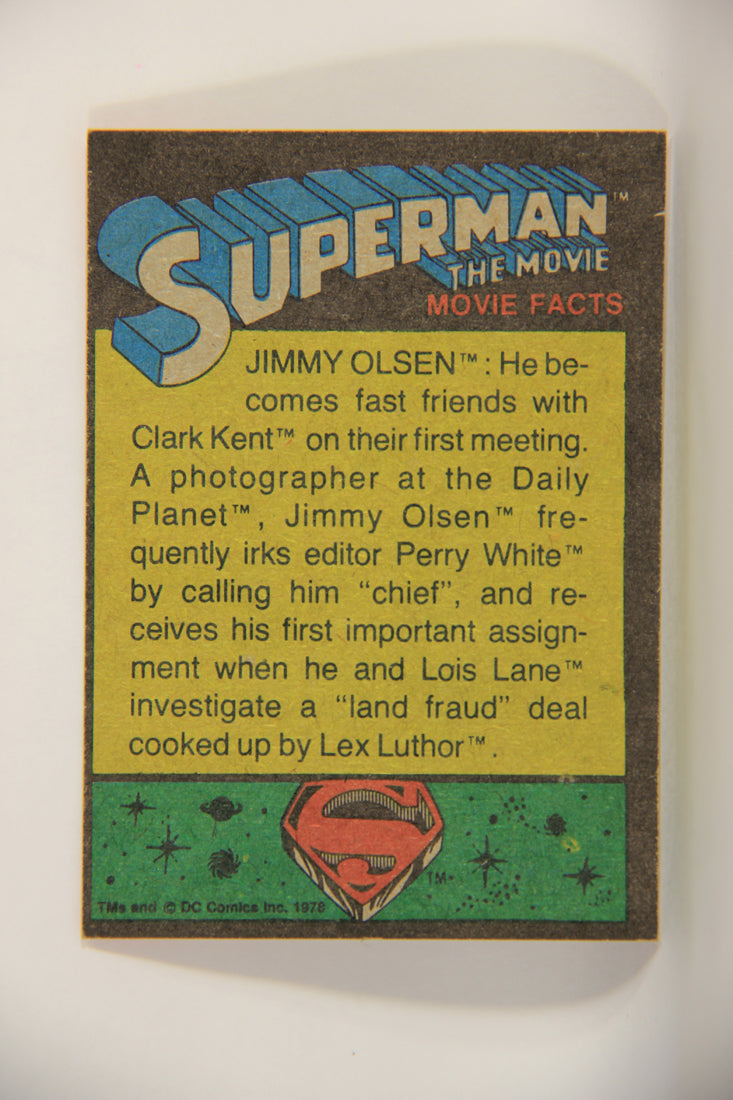 SUPERMAN™
THE MOVIE
MOVIE FACTS
JIMMY OLSEN™ : He be-
comes fast friends with
Clark Kent™ on their first meeting.
A photographer at the Daily
Planet™, Jimmy Olsen™ fre-
quently irks editor Perry White™
by calling him “chief”, and re-
ceives his first important assign-
ment when he and Lois Lane™
investigate a “land fraud” deal
cooked up by Lex Luthor™.
S
TM
TMs and © DC Comics Inc. 1978